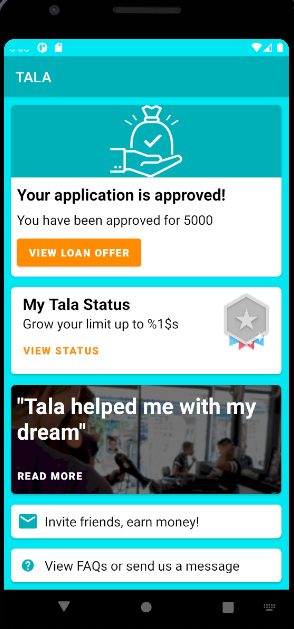 TALA
Your application is approved!
You have been approved for 5000
VIEW LOAN OFFER
My Tala Status
Grow your limit up to %1$s
VIEW STATUS
"Tala helped me with my
dream"
READ MORE
Invite friends, earn money!
View FAQs or send us a message